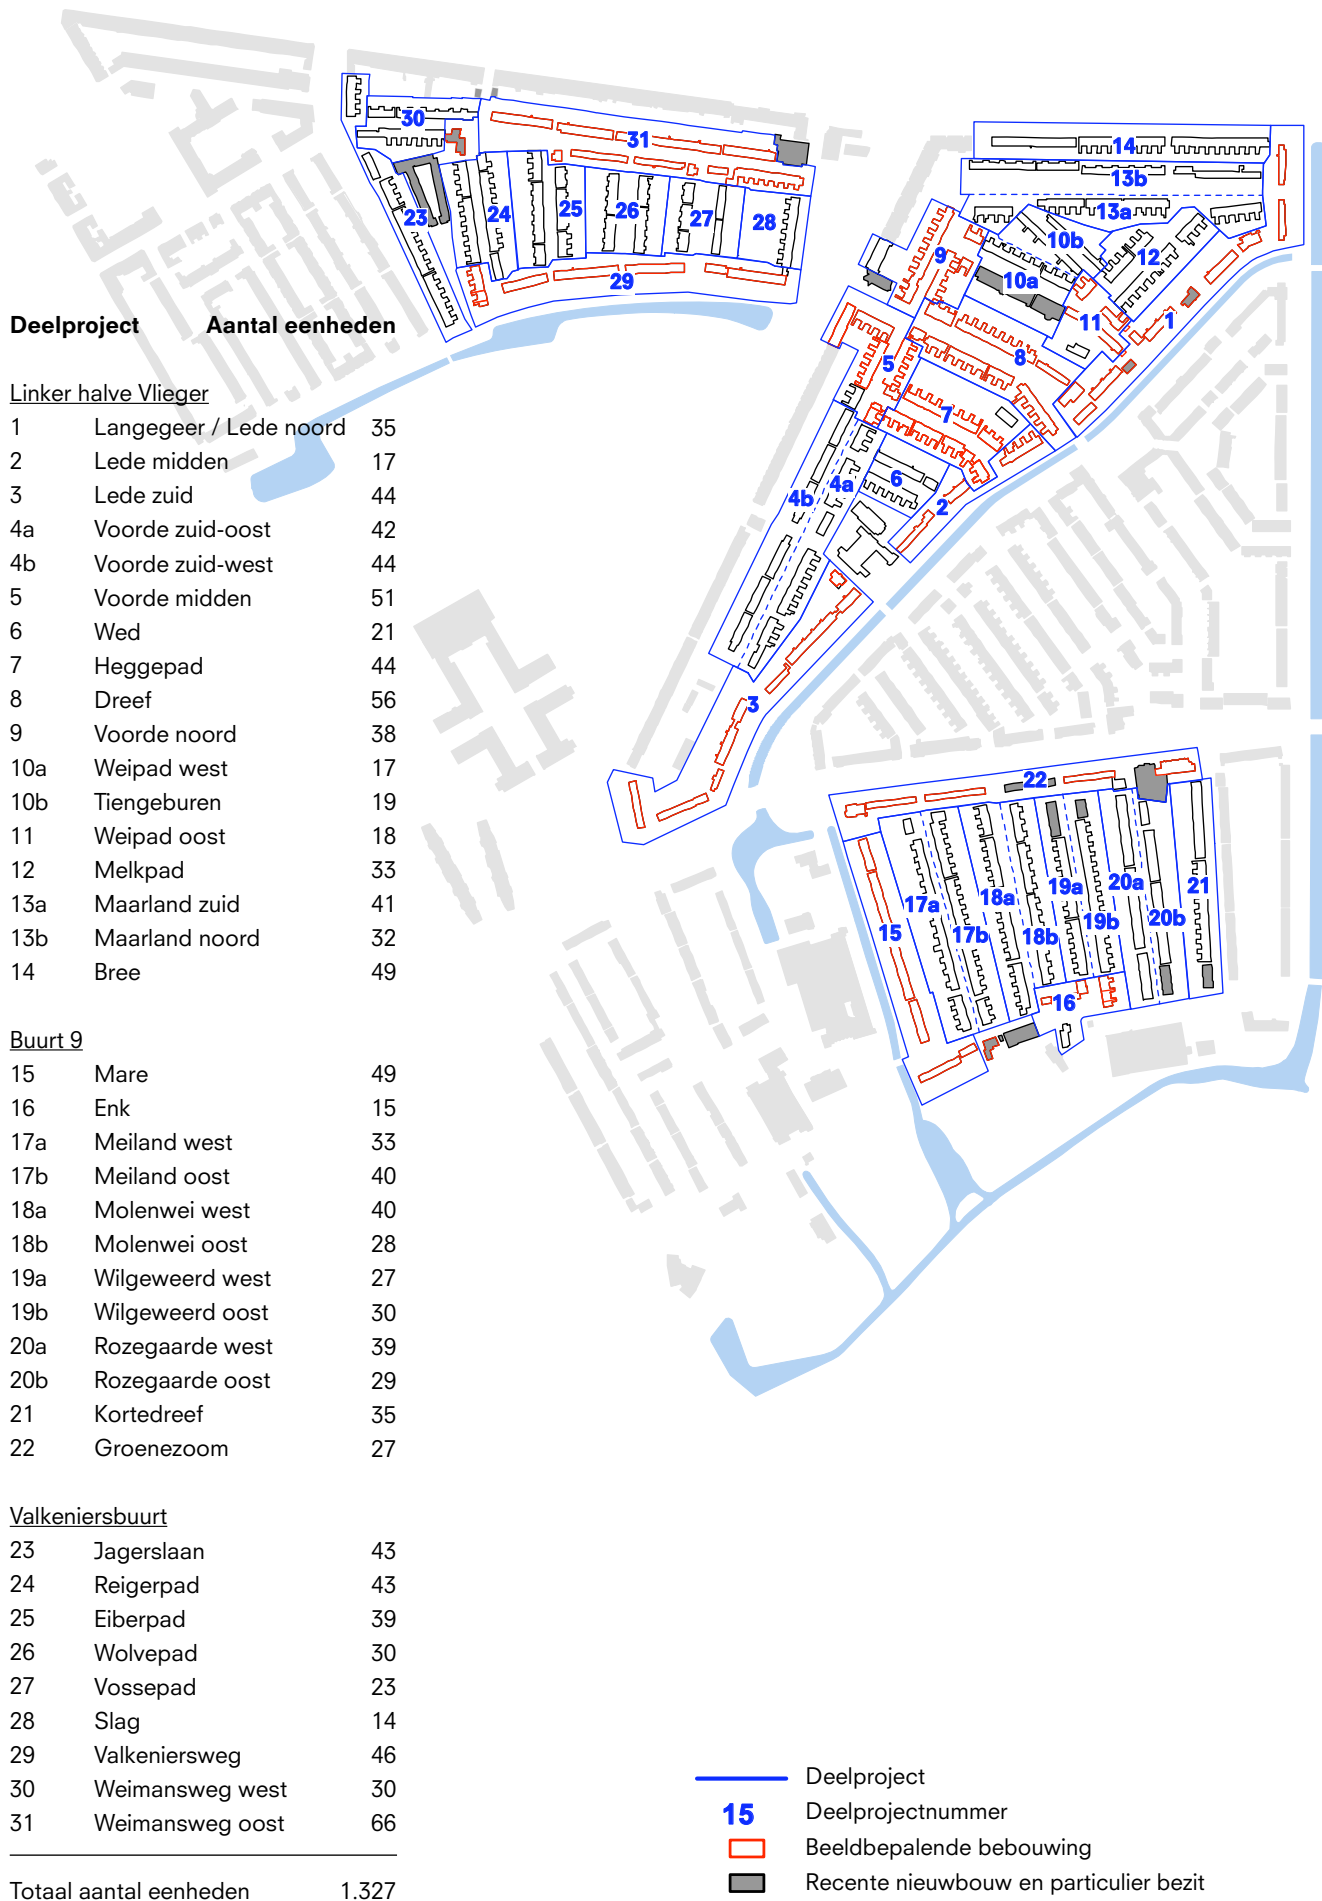 Deelproject Aantal eenheden
Linker halve Vlieger
1 Langegeer / Lede noord 35
2 Lede midden 17
3 Lede zuid 44
4a Voorde zuid-oost 42
4b Voorde zuid-west 44
5 Voorde midden 51
6 Wed 21
7 Heggepad 44
8 Dreef 56
9 Voorde noord 38
10a Weipad west 17
10b Tiengeburen 19
11 Weipad oost 18
12 Melkpad 33
13a Maarland zuid 41
13b Maarland noord 32
14 Bree 49
Buurt 9
15 Mare 49
16 Enk 15
17a Meiland west 33
17b Meiland oost 40
18a Molenwei west 40
18b Molenwei oost 28
19a Wilgeweerd west 27
19b Wilgeweerd oost 30
20a Rozegaarde west 39
20b Rozegaarde oost 29
21 Kortedreef 35
22 Groenezoom 27
Valkeniersbuurt
23 Jagerslaan 43
24 Reigerpad 43
25 Eiberpad 39
26 Wolvepad 30
27 Vossepad 23
28 Slag 14
29 Valkeniersweg 46
30 Weimansweg west 30
31 Weimansweg oost 66
Totaal aantal eenheden 1.327
30
31
23
24
25
26
27
28
29
14
13b
13a
10b
12
9
10a
11
1
8
5
7
6
4a
4b
2
3
22
21
20a
19a
18a
17a
15
17b
18b
19b
20b
16
Deelproject
15 Deelprojectnummer
Beeldbepalende bebouwing
Recente nieuwbouw en particulier bezit